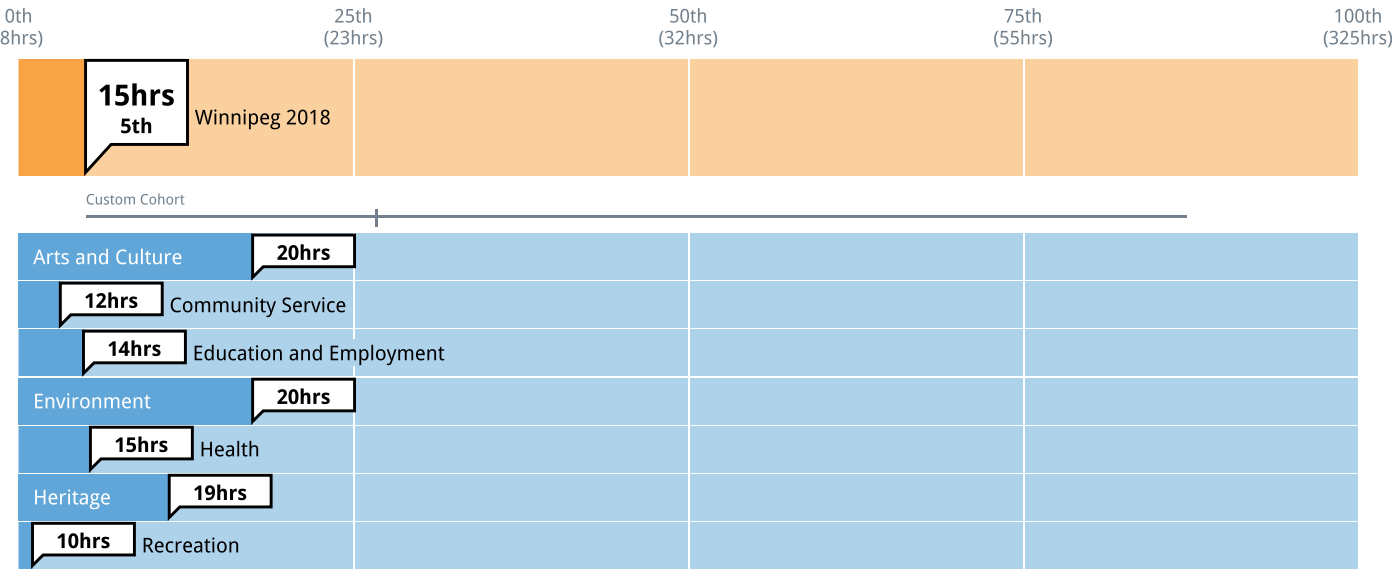 0th 25th 50th 75th 100th
8hrs) (23hrs) (32hrs) (55hrs) (325hrs)
15hrs
5th
Winnipeg 2018
Custom Cohort
Arts and Culture 20hrs
12hrs Community Service
14hrs Education and Employment
Environment 20hrs
15hrs Health
Heritage 19hrs
10hrs Recreation